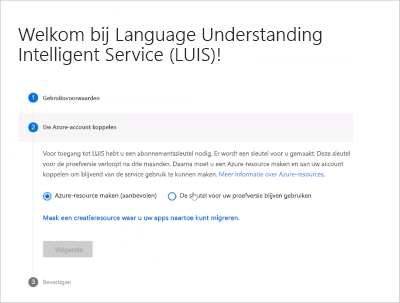 Welkom bij Language Understanding
Intelligent Service (LUIS)!
1 Gebruiksvoorwaarden
2 Uw Azure-account koppelen
Voor toegang tot LUIS hebt u een abonnementssleutel nodig. Er wordt een sleutel voor u gemaakt. Deze sleutel
voor de proefversie verloopt na drie maanden. Daarna moet u een Azure-resource maken en aan uw account
koppelen om blijvend van de service gebruik te kunnen maken. Meer informatie over Azure-resources.
Azure-resource maken (aanbevolen) De sleutel voor uw proefversie blijven gebruiken
Maak een creatieresource waar u uw apps naartoe kunt migreren.
Volgende
3 Bevestigen